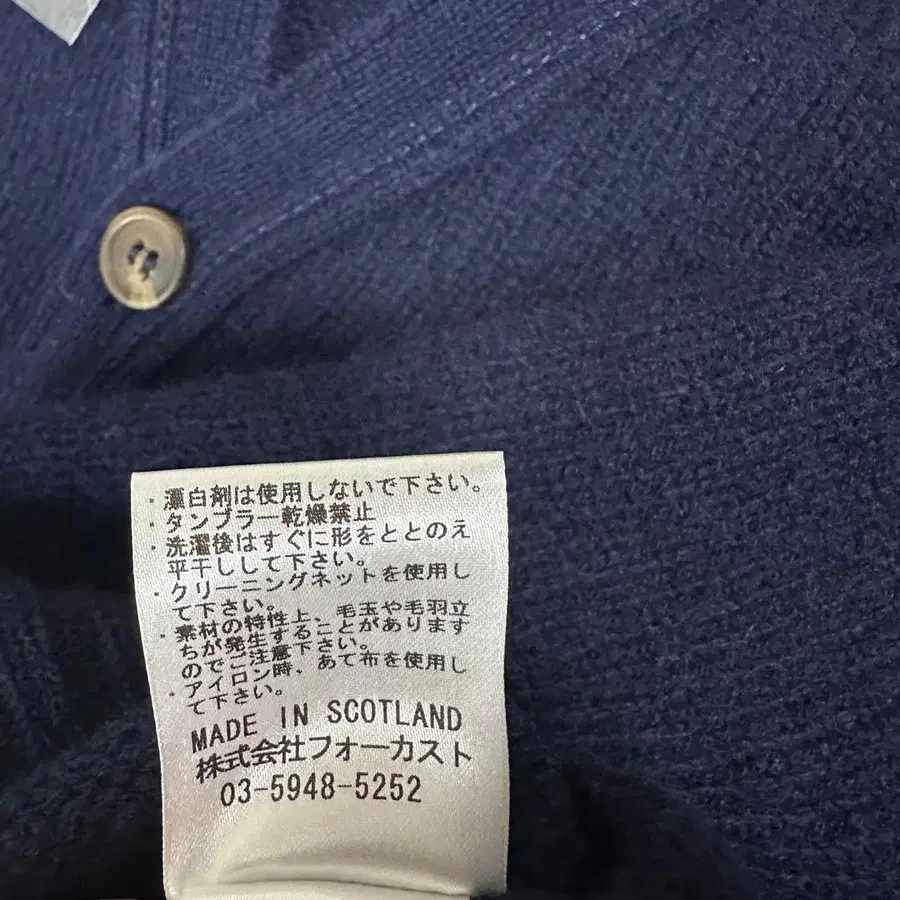 ・漂白剤は使用しないで下さい。
・タンブラー乾燥禁止
・洗濯後はすぐに形をととのえ
平干しして下さい。
・クリーニングネットを使用し
て下さい。
・素材の特性上、毛玉や毛羽立
ちが発生することがあります
のでご注意下さい。
・アイロン時、あて布を使用し
て下さい。
MADE IN SCOTLAND
株式会社フォーカスト
03-5948-5252